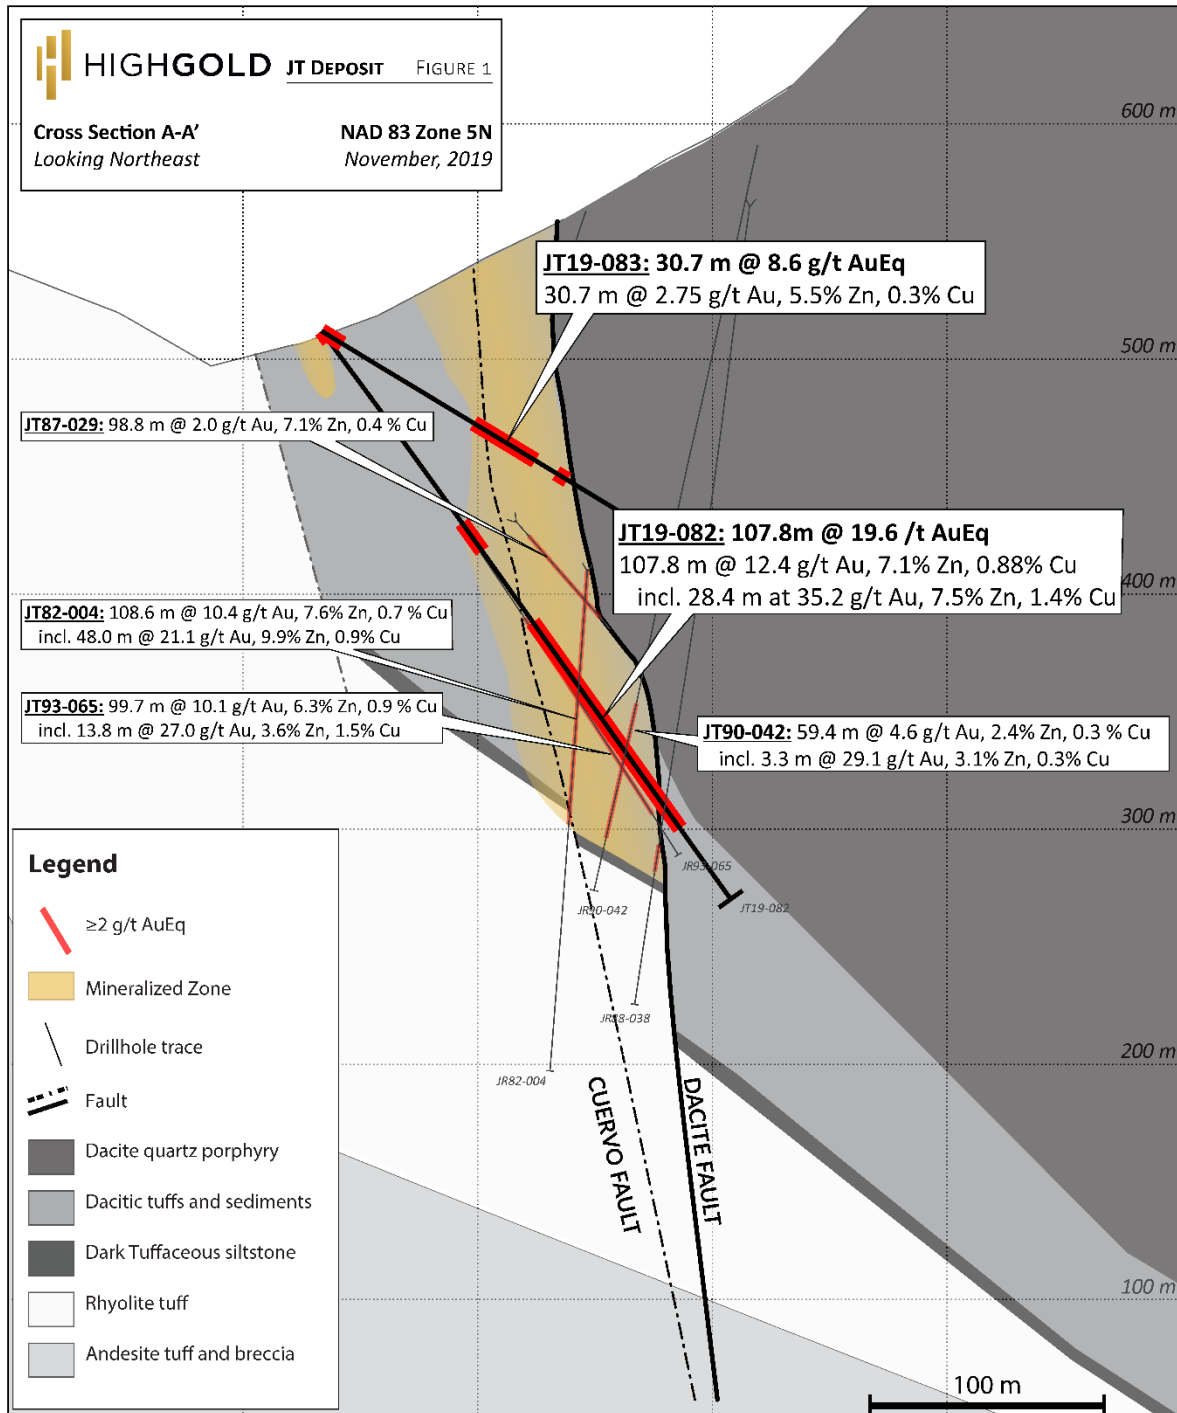 HIGHGOLD JT DEPOSIT FIGURE 1
Cross Section A-A' NAD 83 Zone 5N
Looking Northeast November, 2019
600 m
JT19-083: 30.7 m @ 8.6 g/t AuEq
30.7 m @ 2.75 g/t Au, 5.5% Zn, 0.3% Cu
500 m
JT87-029: 98.8 m @ 2.0 g/t Au, 7.1% Zn, 0.4 % Cu
JT19-082: 107.8m @ 19.6 /t AuEq
107.8 m @ 12.4 g/t Au, 7.1% Zn, 0.88% Cu
incl. 28.4 m at 35.2 g/t Au, 7.5% Zn, 1.4% Cu
400 m
JT82-004: 108.6 m @ 10.4 g/t Au, 7.6% Zn, 0.7 % Cu
incl. 48.0 m @ 21.1 g/t Au, 9.9% Zn, 0.9% Cu
JT93-065: 99.7 m @ 10.1 g/t Au, 6.3% Zn, 0.9 % Cu
incl. 13.8 m @ 27.0 g/t Au, 3.6% Zn, 1.5% Cu
JT90-042: 59.4 m @ 4.6 g/t Au, 2.4% Zn, 0.3 % Cu
incl. 3.3 m @ 29.1 g/t Au, 3.1% Zn, 0.3% Cu
300 m
JR93-065
JT19-082
JR90-042
JR88-038
JR82-004
200 m
CUERVO FAULT
DACITE FAULT
100 m
Legend
≥2 g/t AuEq
Mineralized Zone
Drillhole trace
Fault
Dacite quartz porphyry
Dacitic tuffs and sediments
Dark Tuffaceous siltstone
Rhyolite tuff
Andesite tuff and breccia
100 m